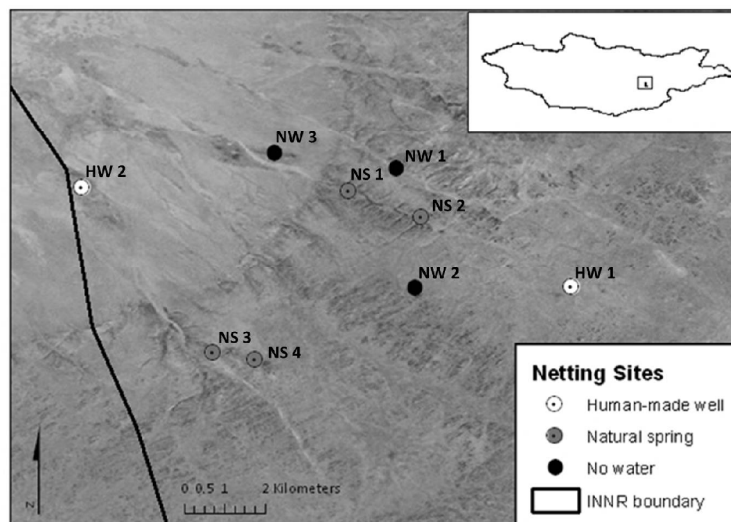 NW 3
NW 1
HW 2
NS 1
NS 2
NW 2
HW 1
NS 3
NS 4
Netting Sites
Human-made well
Natural spring
No water
INNR boundary
0 0.5 1 2 Kilometers
N